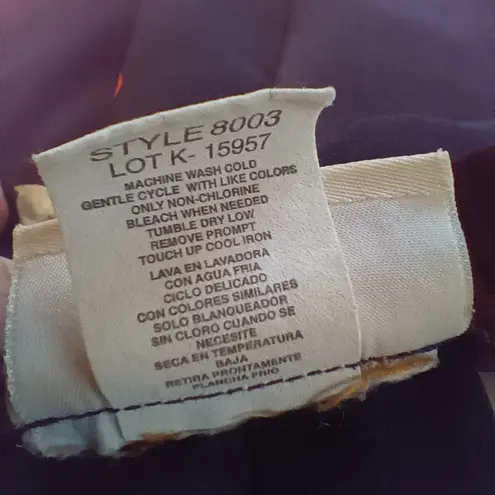 STYLE 8003
LOT K- 15957
MACHINE WASH COLD
GENTLE CYCLE WITH LIKE COLORS
ONLY NON-CHLORINE
BLEACH WHEN NEEDED
TUMBLE DRY LOW
REMOVE PROMPT
TOUCH UP COOL IRON
LAVA EN LAVADORA
CON AGUA FRIA
CICLO DELICADO
CON COLORES SIMILARES
SOLO BLANQUEADOR
SIN CLORO CUANDO SE
NECESITE
SECA EN TEMPERATURA
BAJA
RETIRA PRONTAMENTE
PLANCHA FRIO